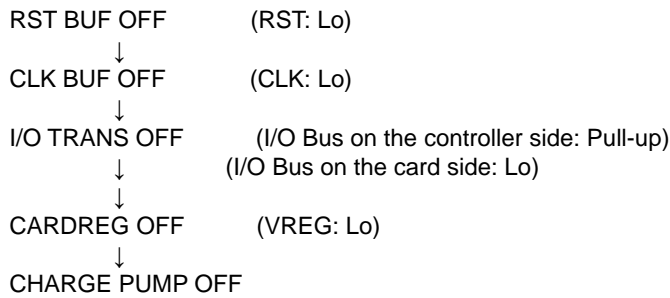 RST BUF OFF (RST: Lo)
↓
CLK BUF OFF (CLK: Lo)
↓
I/O TRANS OFF (I/O Bus on the controller side: Pull-up)
↓ (I/O Bus on the card side: Lo)
↓
CARDREG OFF (VREG: Lo)
↓
CHARGE PUMP OFF